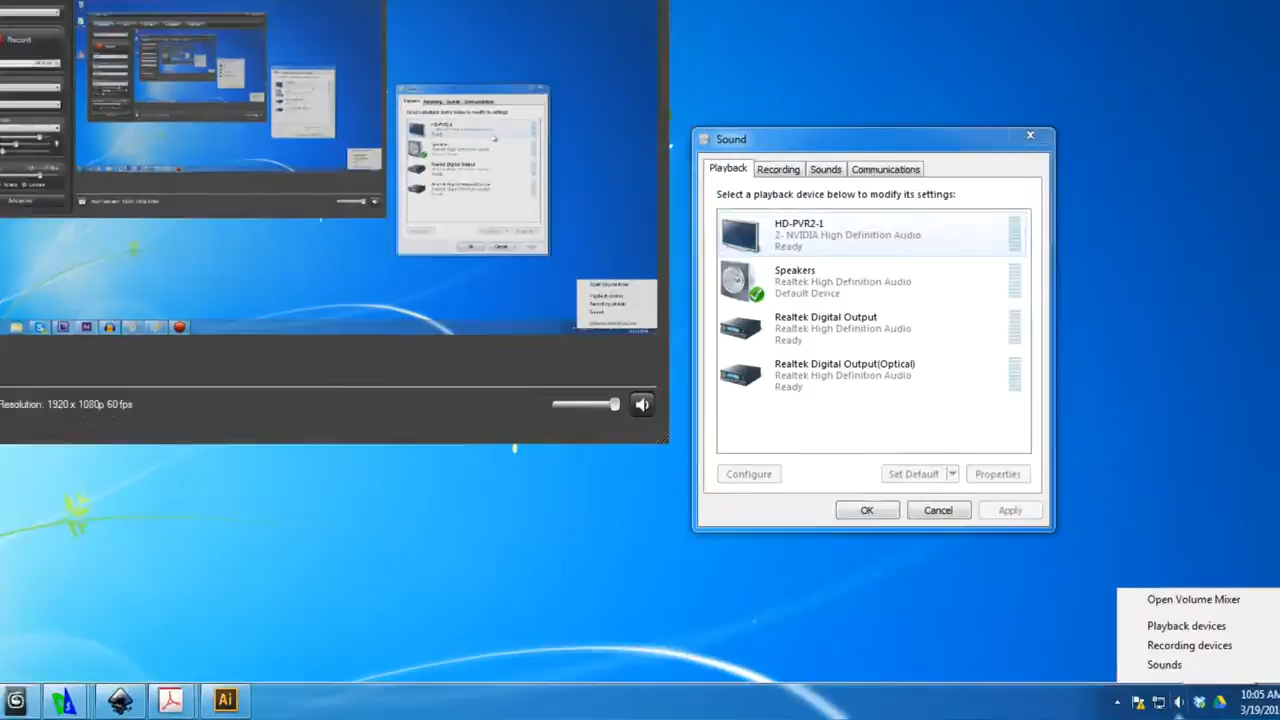 Record
Resolution: 1920 x 1080p 60 fps
Sound
Playback
Recording
Sounds
Communications
Select a playback device below to modify its settings:
HD-PVR2-1
2- NVIDIA High Definition Audio
Ready
Speakers
Realtek High Definition Audio
Default Device
Realtek Digital Output
Realtek High Definition Audio
Ready
Realtek Digital Output(Optical)
Realtek High Definition Audio
Ready
Configure
Set Default
Properties
OK
Cancel
Apply
Open Volume Mixer
Playback devices
Recording devices
Sounds
Ai
10:05 AM
3/19/201